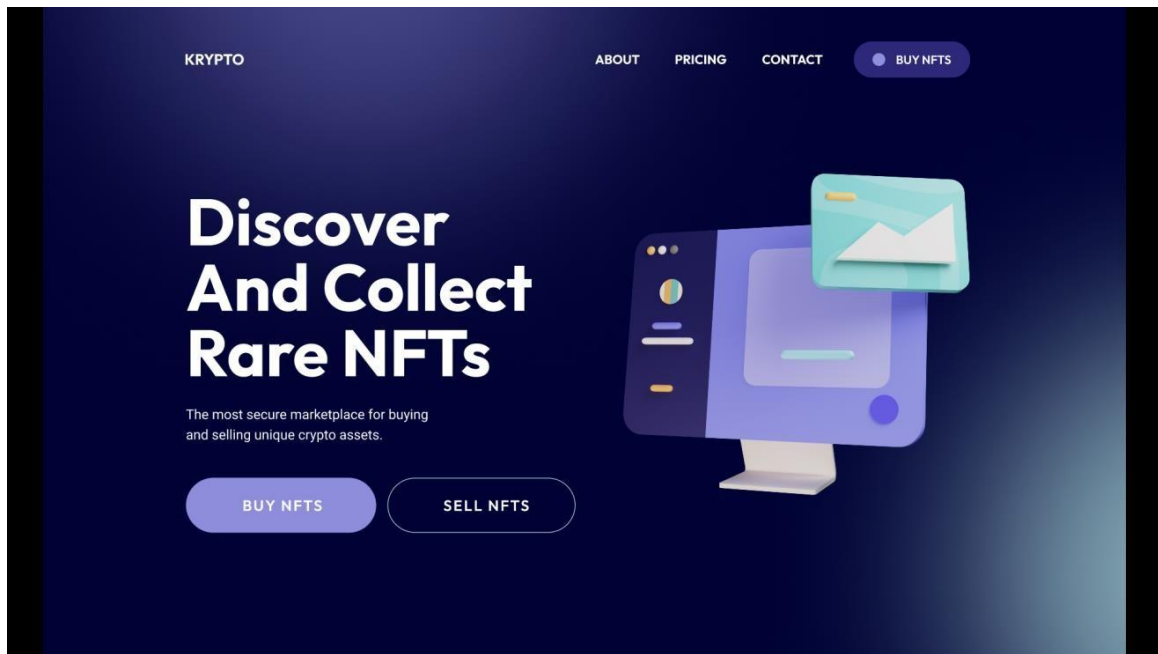 KRYPTO
ABOUT
PRICING
CONTACT
BUY NFTS
Discover
And Collect
Rare NFTs
The most secure marketplace for buying
and selling unique crypto assets.
BUY NFTS
SELL NFTS